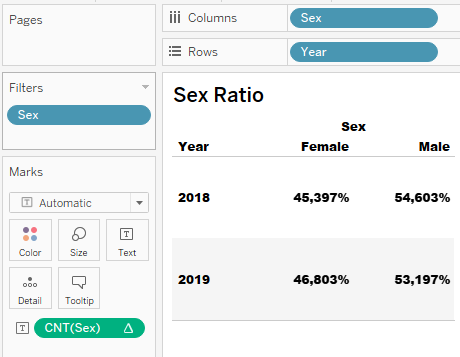 Pages
Columns
Sex
Rows
Year
Filters
Sex
Sex Ratio
Sex
Year
Female
Male
Marks
Automatic
2018
45,397%
54,603%
Color
Size
Text
2019
46,803%
53,197%
Detail
Tooltip
CNT(Sex) Δ